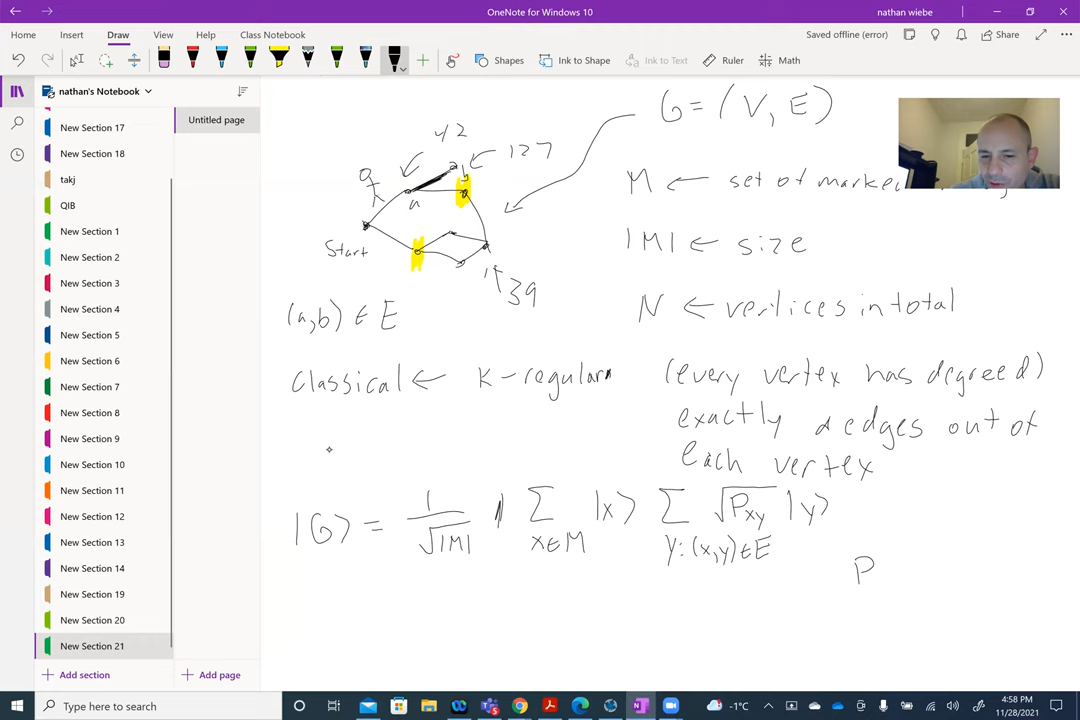 OneNote for Windows 10
nathan wiebe
Home
Insert
Draw
View
Help
Class Notebook
Saved offline (error)
Share
Shapes
Ink to Shape
Ink to Text
Ruler
Math
nathan's Notebook
New Section 17
New Section 18
takj
QIB
New Section 1
New Section 2
New Section 3
New Section 4
New Section 5
New Section 6
New Section 7
New Section 8
New Section 9
New Section 10
New Section 11
New Section 12
New Section 13
New Section 14
New Section 19
New Section 20
New Section 21
Add section
Untitled page
Add page
G = (V, E)
42
127
a
b
Start
39
M ← set of marke
|M| ← size
N ← vertices in total
(a,b) ∈ E
classical ← K-regular
(every vertex has degree d)
exactly d edges out of
each vertex
|G⟩ = 1/√|M| ∑ x∈M |x⟩ ∑ y:(x,y)∈E √Pxy |y⟩
P
Type here to search
-1°C
4:58 PM
11/28/2021